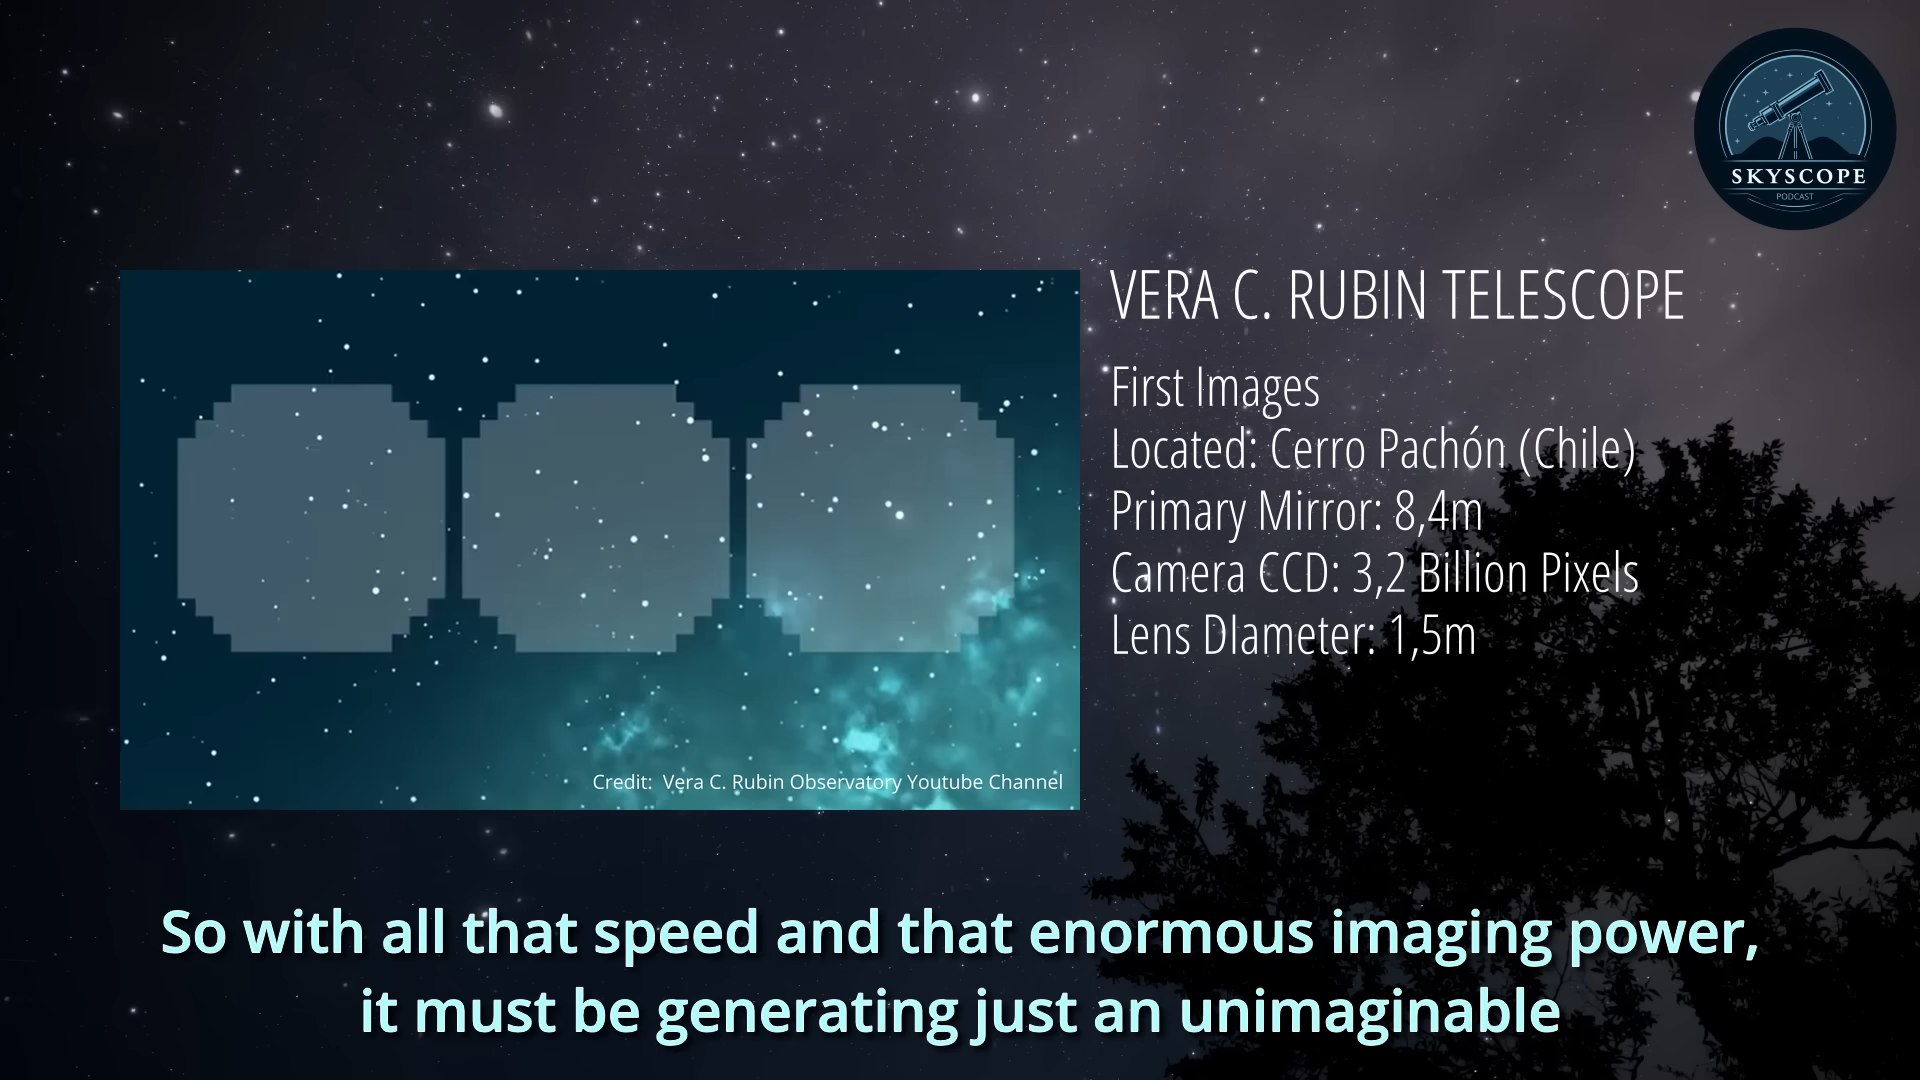 SKYSCOPE
PODCAST
VERA C. RUBIN TELESCOPE
First Images
Located: Cerro Pachón (Chile)
Primary Mirror: 8,4m
Camera CCD: 3,2 Billion Pixels
Lens DIameter: 1,5m
Credit:  Vera C. Rubin Observatory Youtube Channel
So with all that speed and that enormous imaging power,
it must be generating just an unimaginable